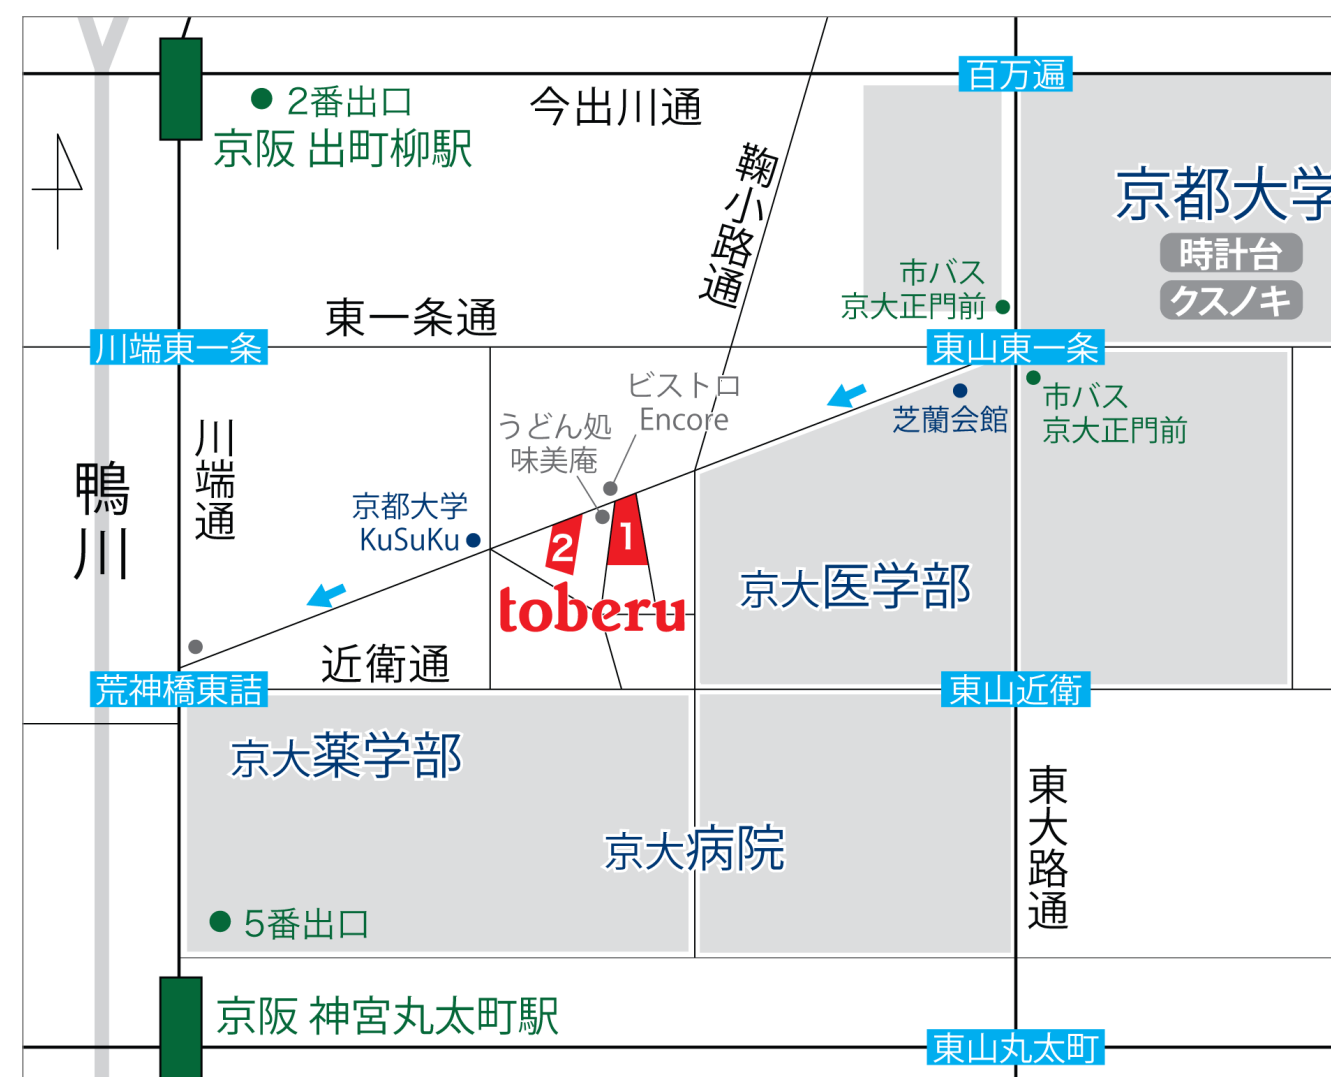 百万遍
2番出口
京阪 出町柳駅
今出川通
鞠小路通
京都大学
時計台
クスノキ
市バス
京大正門前
東一条通
川端東一条
東山東一条
市バス
京大正門前
芝蘭会館
ビストロ
Encore
うどん処
味美庵
川端通
鴨川
京都大学
KuSuKu
2
1
toberu
京大医学部
近衛通
荒神橋東詰
東山近衛
京大薬学部
東大路通
京大病院
5番出口
京阪 神宮丸太町駅
東山丸太町